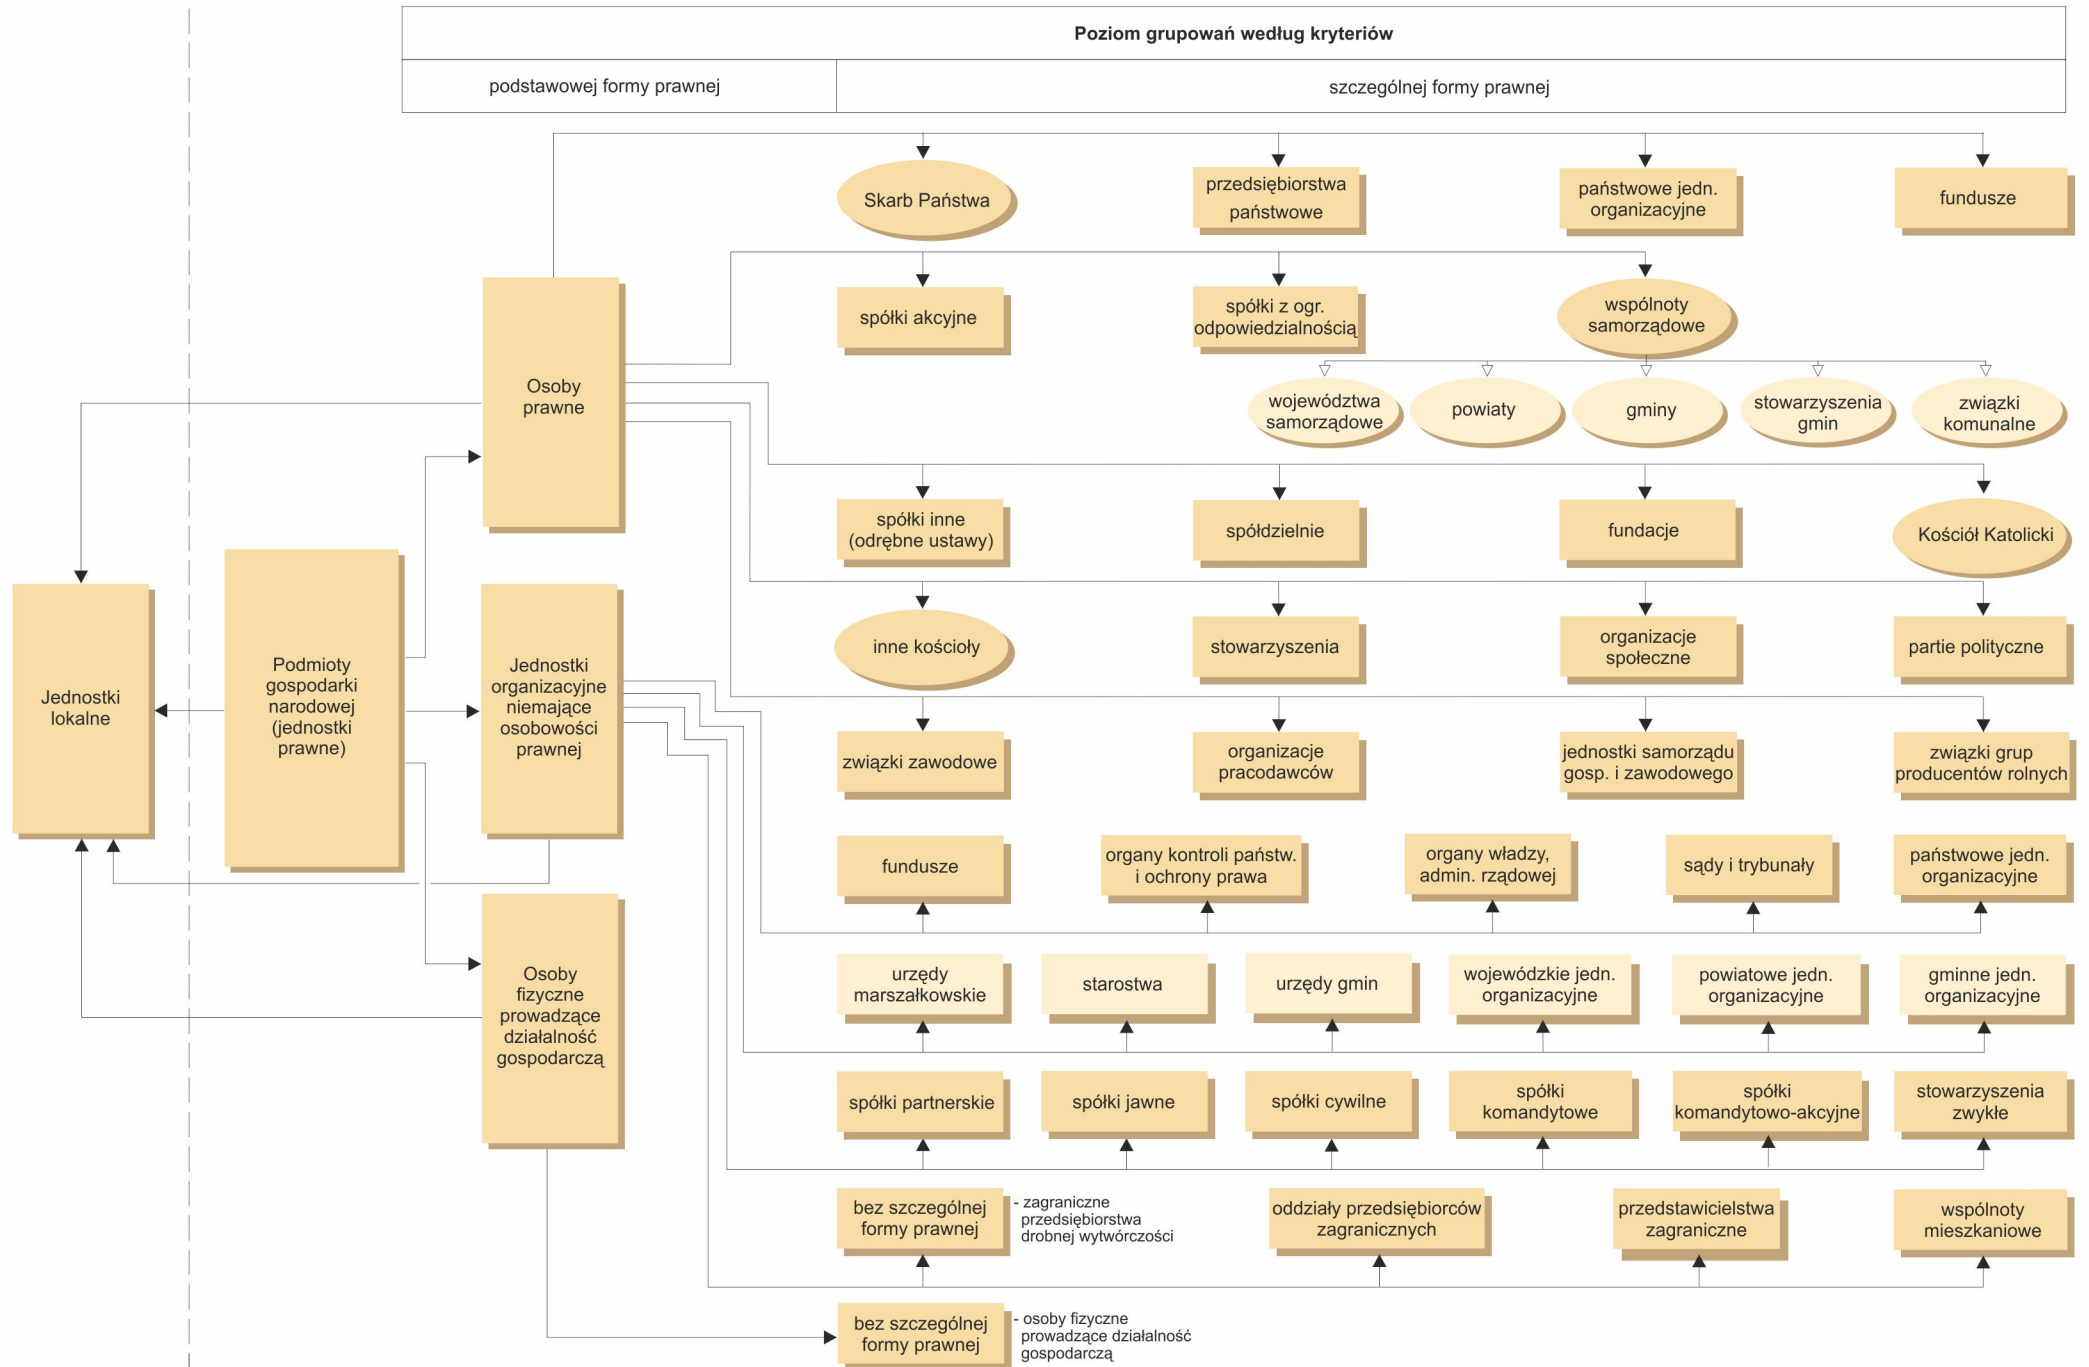 Poziom grupowań według kryteriów
podstawowej formy prawnej
szczególnej formy prawnej
Skarb Państwa
przedsiębiorstwa
państwowe
państwowe jedn.
organizacyjne
fundusze
Osoby
prawne
spółki akcyjne
spółki z ogr.
odpowiedzialnością
wspólnoty
samorządowe
województwa
samorządowe
powiaty
gminy
stowarzyszenia
gmin
związki
komunalne
spółki inne
(odrębne ustawy)
spółdzielnie
fundacje
Kościół Katolicki
inne kościoły
stowarzyszenia
organizacje
społeczne
partie polityczne
Jednostki
lokalne
Podmioty
gospodarki
narodowej
(jednostki
prawne)
Jednostki
organizacyjne
niemające
osobowości
prawnej
związki zawodowe
organizacje
pracodawców
jednostki samorządu
gosp. i zawodowego
związki grup
producentów rolnych
fundusze
organy kontroli państw.
i ochrony prawa
organy władzy,
admin. rządowej
sądy i trybunały
państwowe jedn.
organizacyjne
Osoby
fizyczne
prowadzące
działalność
gospodarczą
urzędy
marszałkowskie
starostwa
urzędy gmin
wojewódzkie jedn.
organizacyjne
powiatowe jedn.
organizacyjne
gminne jedn.
organizacyjne
spółki partnerskie
spółki jawne
spółki cywilne
spółki
komandytowe
spółki
komandytowo-akcyjne
stowarzyszenia
zwykłe
bez szczególnej
formy prawnej
- zagraniczne
przedsiębiorstwa
drobnej wytwórczości
oddziały przedsiębiorców
zagranicznych
przedstawicielstwa
zagraniczne
wspólnoty
mieszkaniowe
bez szczególnej
formy prawnej
- osoby fizyczne
prowadzące działalność
gospodarczą